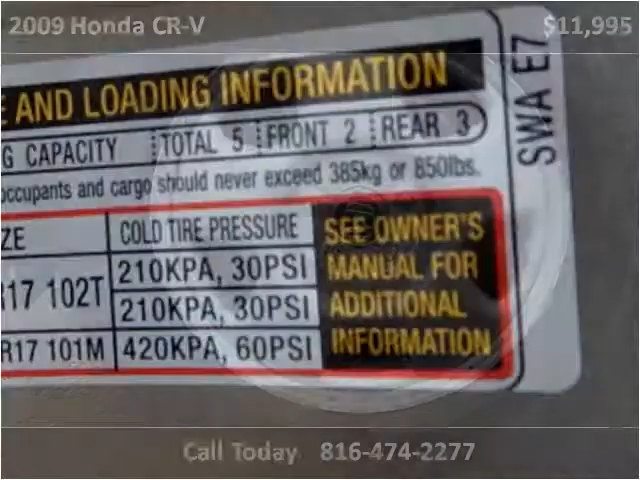 2009 Honda CR-V $11,995
E AND LOADING INFORMATION
G CAPACITY TOTAL 5 FRONT 2 REAR 3
occupants and cargo should never exceed 385kg or 850lbs.
ZE COLD TIRE PRESSURE SEE OWNER'S
MANUAL FOR
ADDITIONAL
INFORMATION
R17 102T 210KPA, 30PSI
210KPA, 30PSI
R17 101M 420KPA, 60PSI
SWA E7
Call Today 816-474-2277